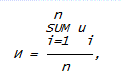 n
SUM u
i=1 i
И = ———,
n